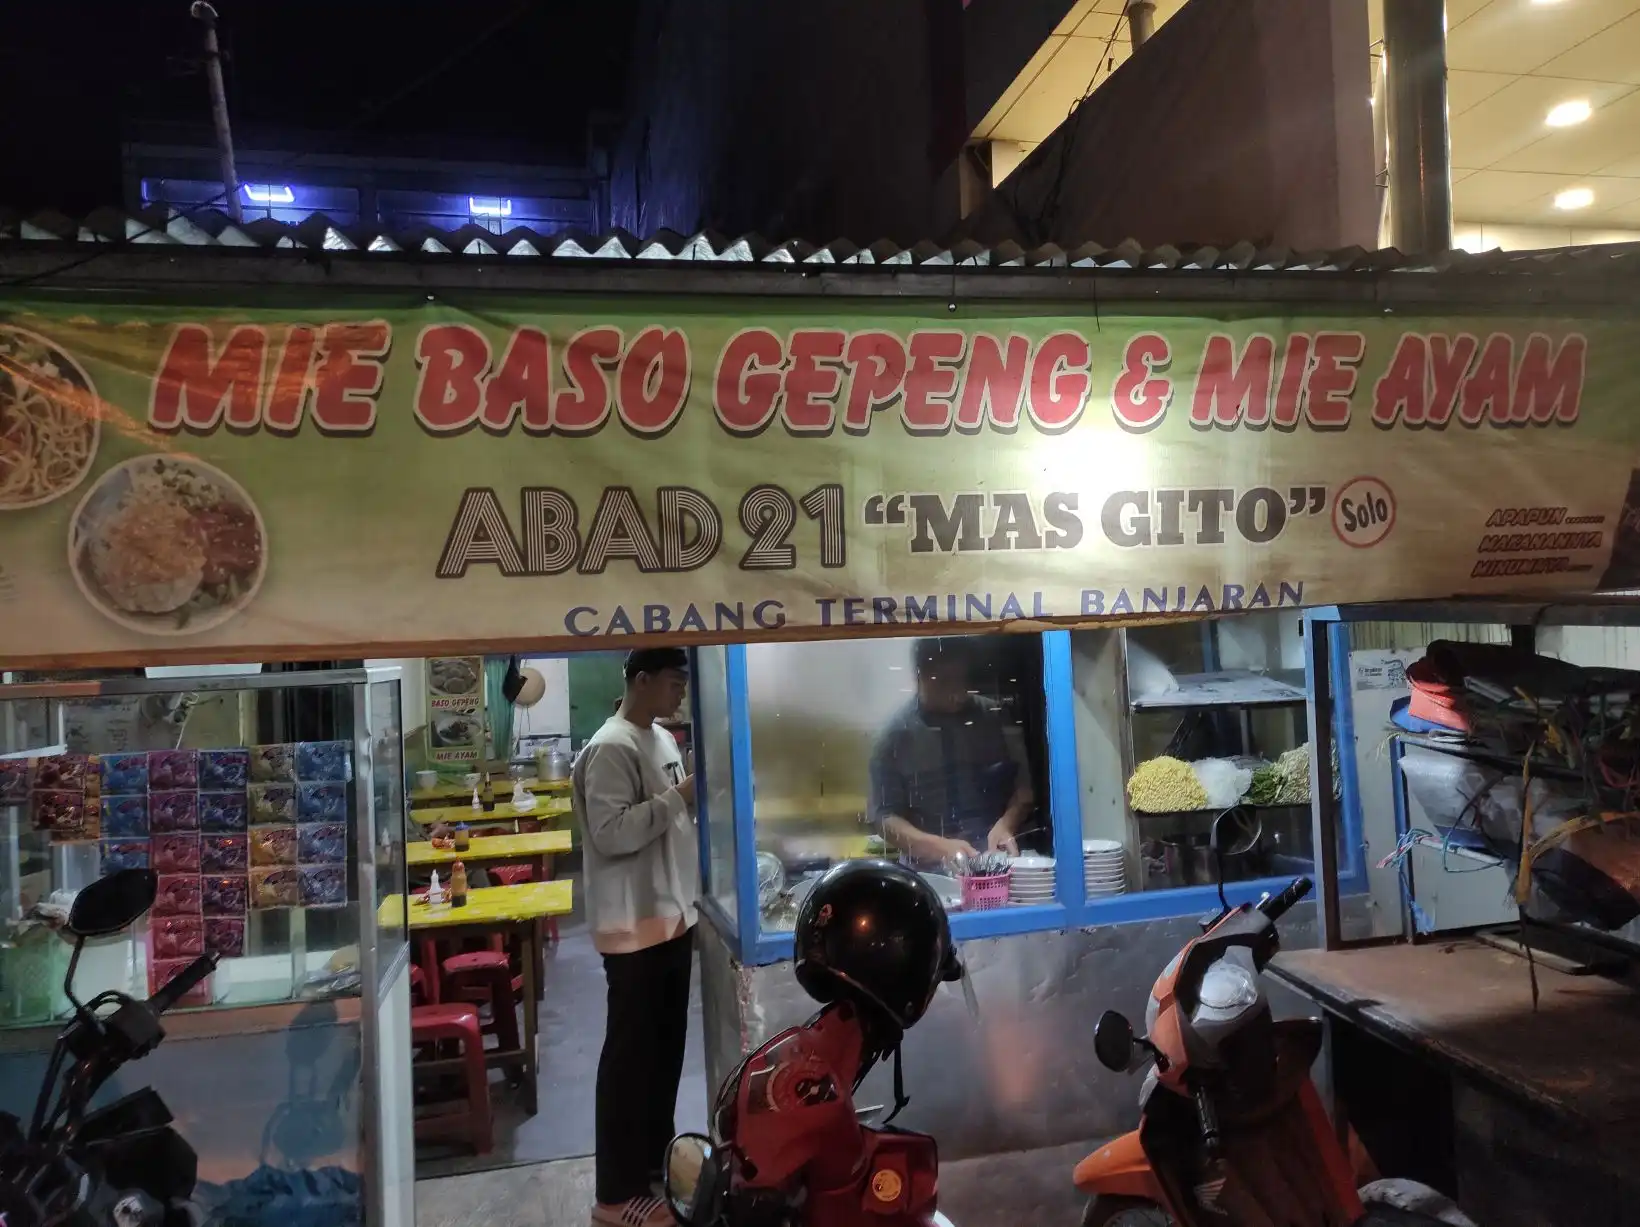 MIE BASO GEPENG & MIE AYAM
ABAD 21 “MAS GITO” Solo
CABANG TERMINAL BANJARAN
APAPUN ........
MAKANANNYA
MINUMNYA.....
BASO GEPENG
MIE AYAM